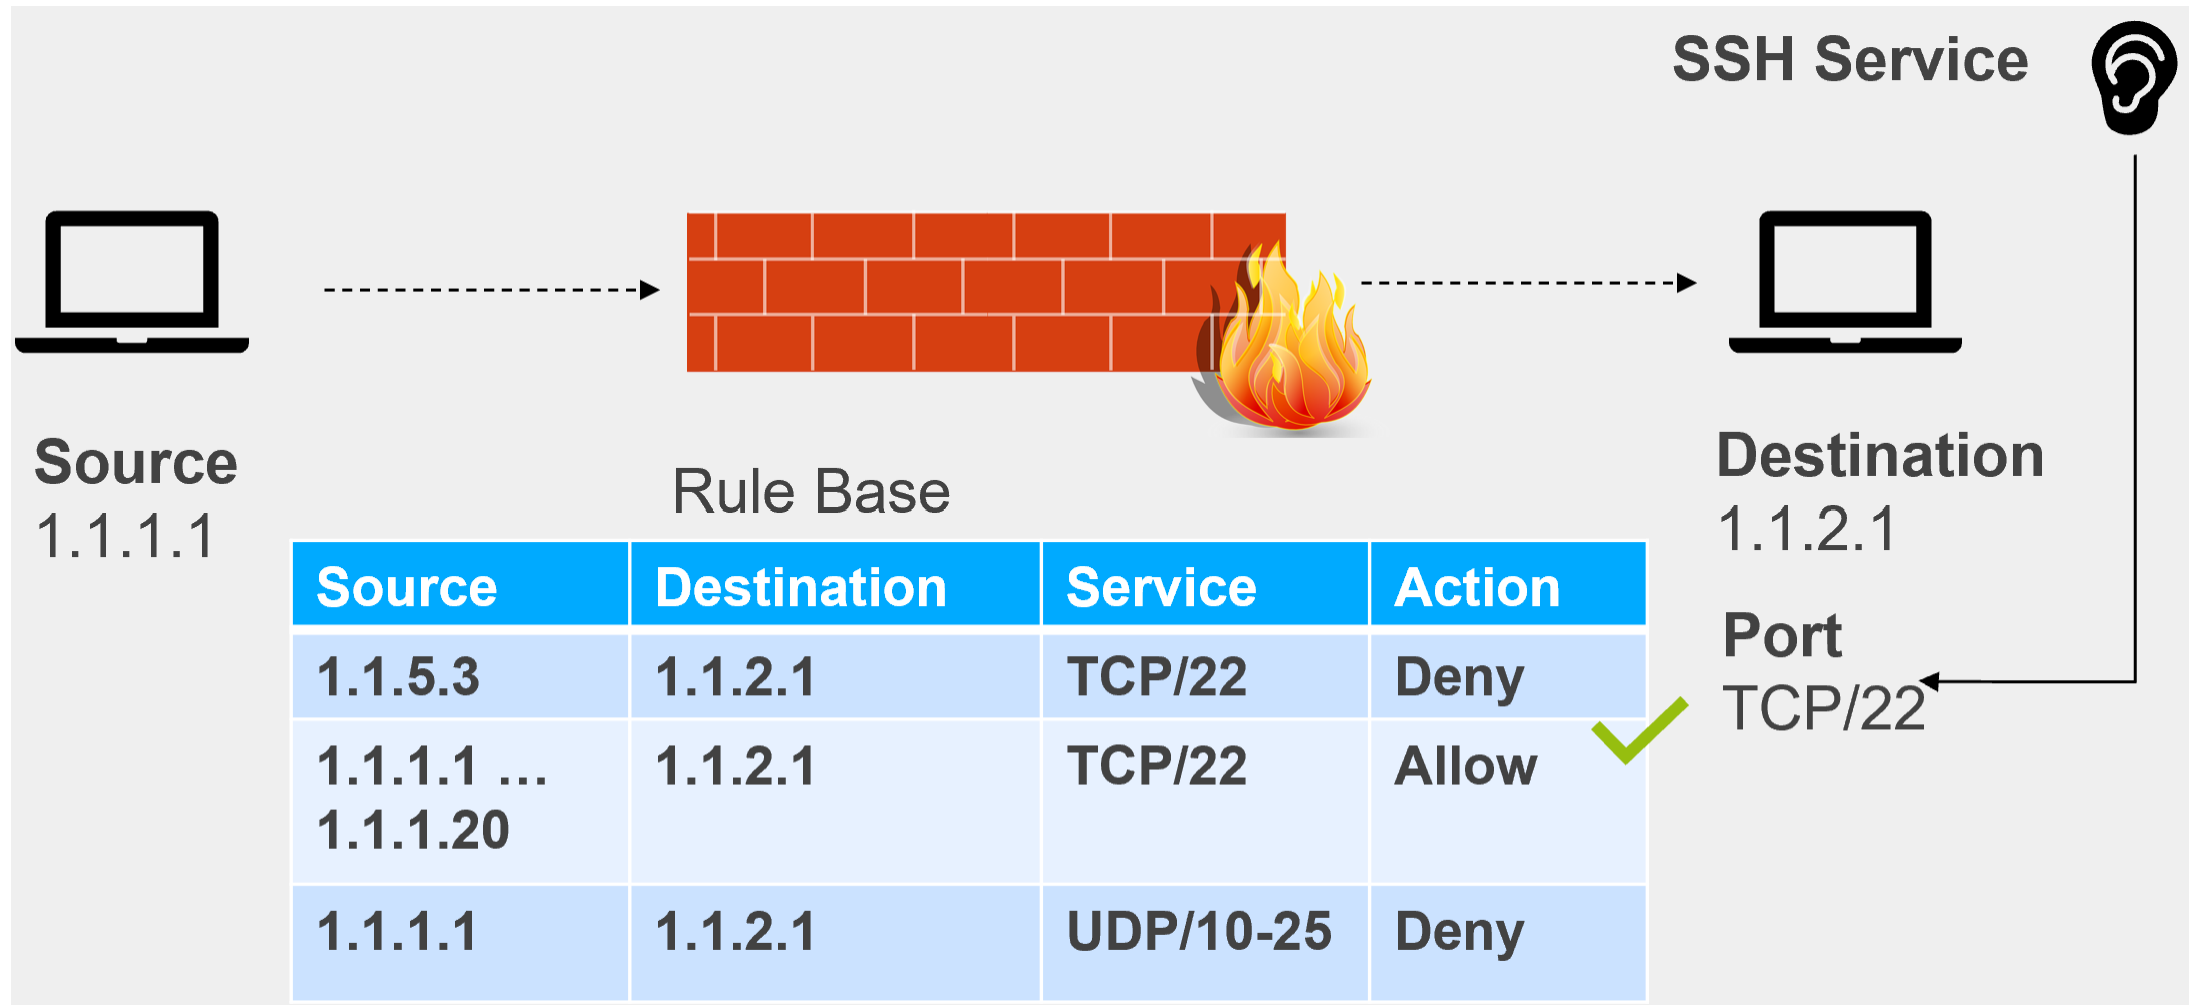 SSH Service
Source
1.1.1.1
Destination
1.1.2.1
Port
TCP/22
Rule Base
Source Destination Service Action
1.1.5.3 1.1.2.1 TCP/22 Deny
1.1.1.1 … 1.1.2.1 TCP/22 Allow
1.1.1.20
1.1.1.1 1.1.2.1 UDP/10-25 Deny